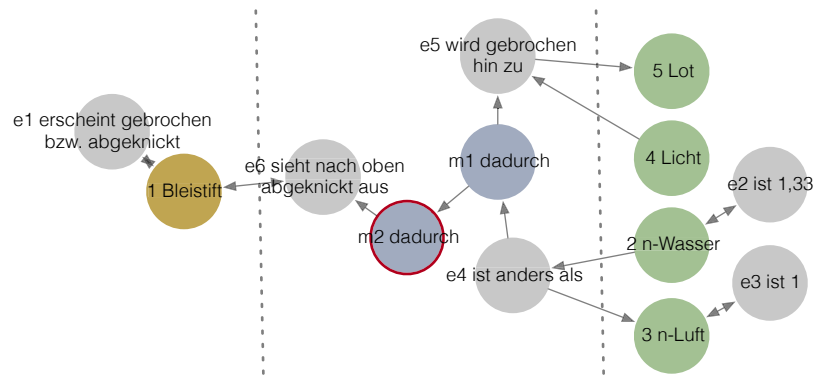 e1 erscheint gebrochen
bzw. abgeknickt
1 Bleistift
e6 sieht nach oben
abgeknickt aus
m2 dadurch
e5 wird gebrochen
hin zu
m1 dadurch
e4 ist anders als
5 Lot
4 Licht
e2 ist 1,33
2 n-Wasser
e3 ist 1
3 n-Luft